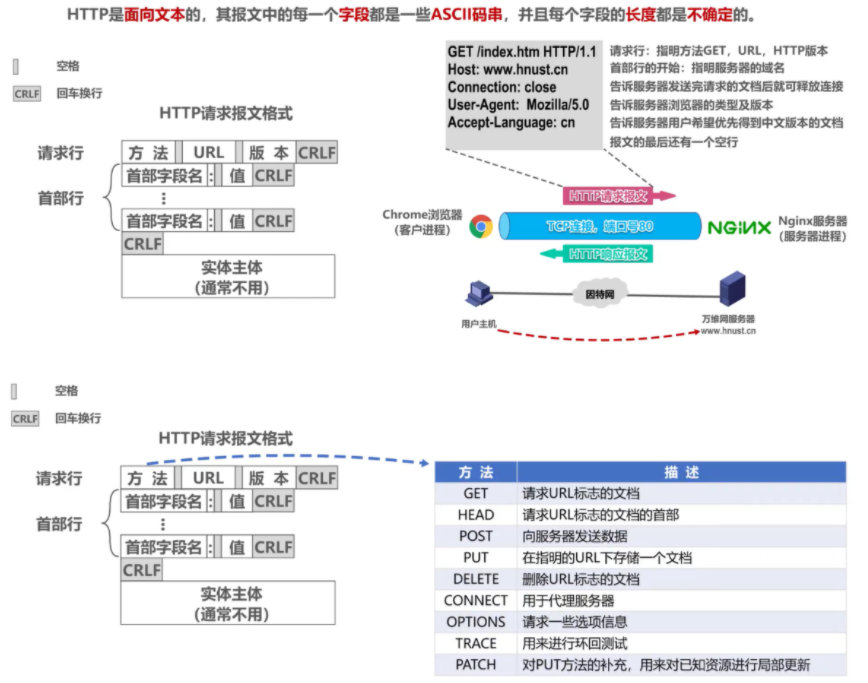 HTTP是面向文本的，其报文中的每一个字段都是一些ASCII码串，并且每个字段的长度都是不确定的。
空格
CRLF 回车换行
HTTP请求报文格式
请求行 方 法 URL 版 本 CRLF
首部行 首部字段名 : 值 CRLF
⋮
首部字段名 : 值 CRLF
CRLF
实体主体
（通常不用）
GET /index.htm HTTP/1.1 请求行：指明方法GET，URL，HTTP版本
Host: www.hnust.cn 首部行的开始：指明服务器的域名
Connection: close 告诉服务器发送完请求的文档后就可释放连接
User-Agent: Mozilla/5.0 告诉服务器浏览器的类型及版本
Accept-Language: cn 告诉服务器用户希望优先得到中文版本的文档
报文的最后还有一个空行
HTTP请求报文
Chrome浏览器
（客户进程）
TCP连接，端口号80
NGINX
Nginx服务器
（服务器进程）
HTTP响应报文
因特网
用户主机
万维网服务器
www.hnust.cn
空格
CRLF 回车换行
HTTP请求报文格式
请求行 方 法 URL 版 本 CRLF
首部行 首部字段名 : 值 CRLF
⋮
首部字段名 : 值 CRLF
CRLF
实体主体
（通常不用）
方 法 描 述
GET 请求URL标志的文档
HEAD 请求URL标志的文档的首部
POST 向服务器发送数据
PUT 在指明的URL下存储一个文档
DELETE 删除URL标志的文档
CONNECT 用于代理服务器
OPTIONS 请求一些选项信息
TRACE 用来进行环回测试
PATCH 对PUT方法的补充，用来对已知资源进行局部更新